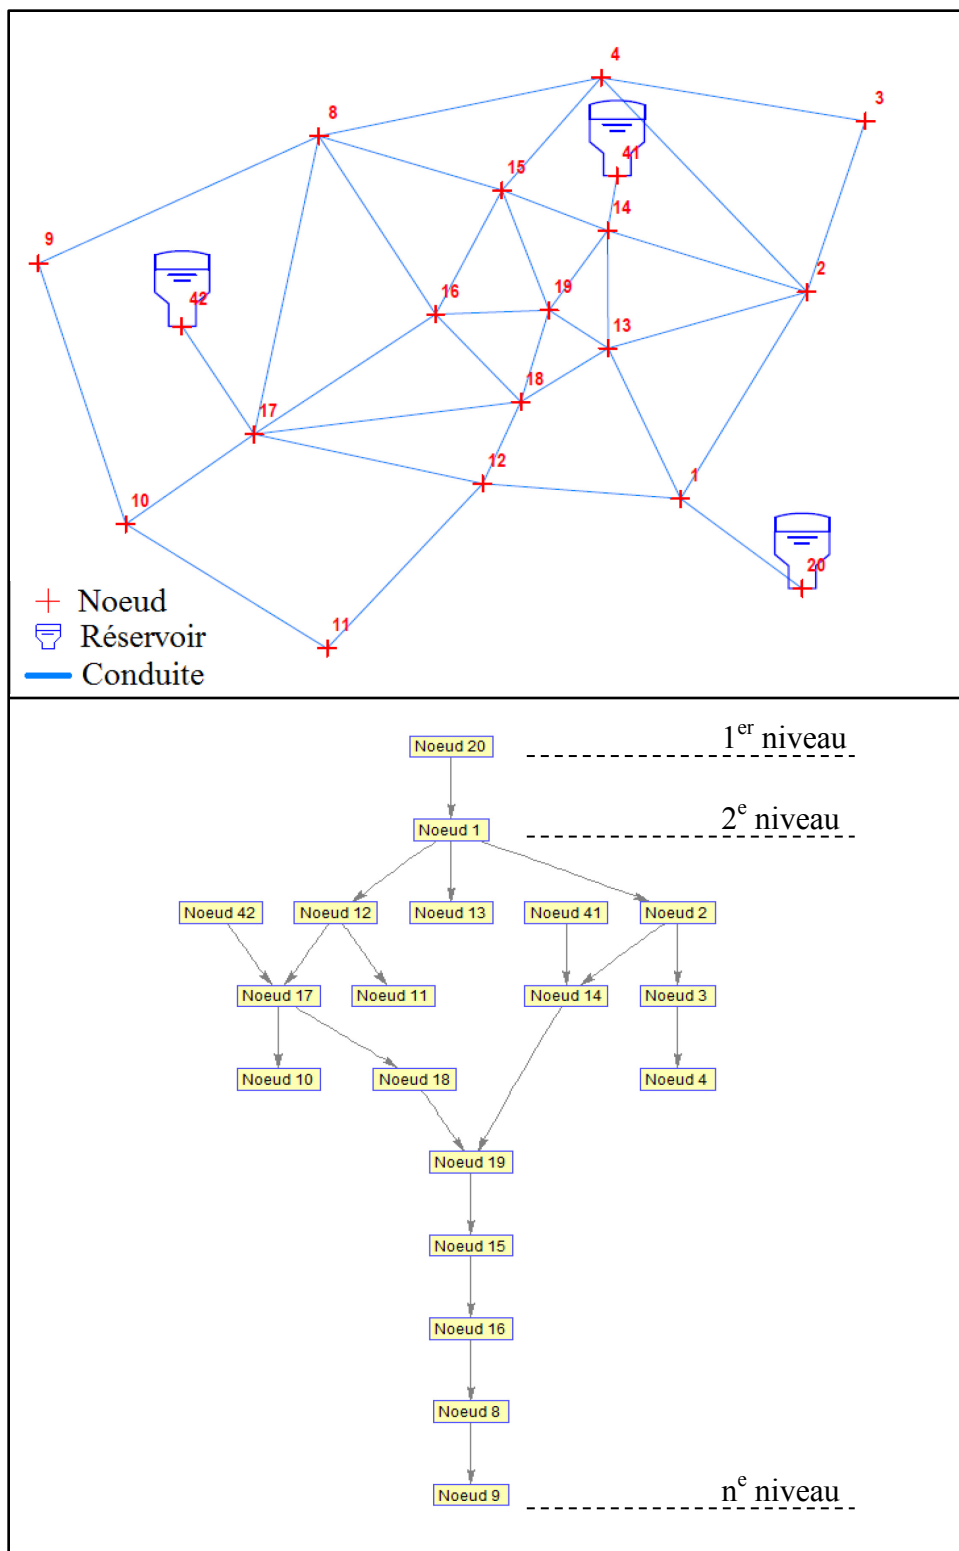 4
3
8
41
15
14
9
2
42
16
19
13
18
17
12
1
10
20
11
Noeud
Réservoir
Conduite
Noeud 20
1er niveau
Noeud 1
2e niveau
Noeud 42
Noeud 12
Noeud 13
Noeud 41
Noeud 2
Noeud 17
Noeud 11
Noeud 14
Noeud 3
Noeud 10
Noeud 18
Noeud 4
Noeud 19
Noeud 15
Noeud 16
Noeud 8
Noeud 9
ne niveau